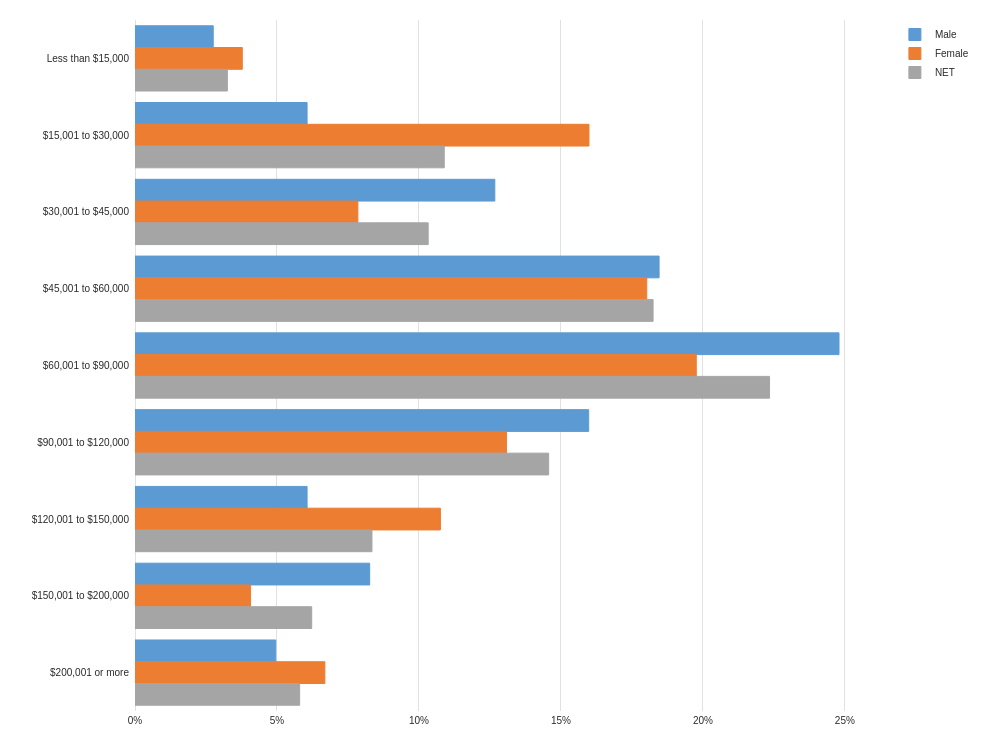 Male
Female
NET
Less than $15,000
$15,001 to $30,000
$30,001 to $45,000
$45,001 to $60,000
$60,001 to $90,000
$90,001 to $120,000
$120,001 to $150,000
$150,001 to $200,000
$200,001 or more
0% 5% 10% 15% 20% 25%